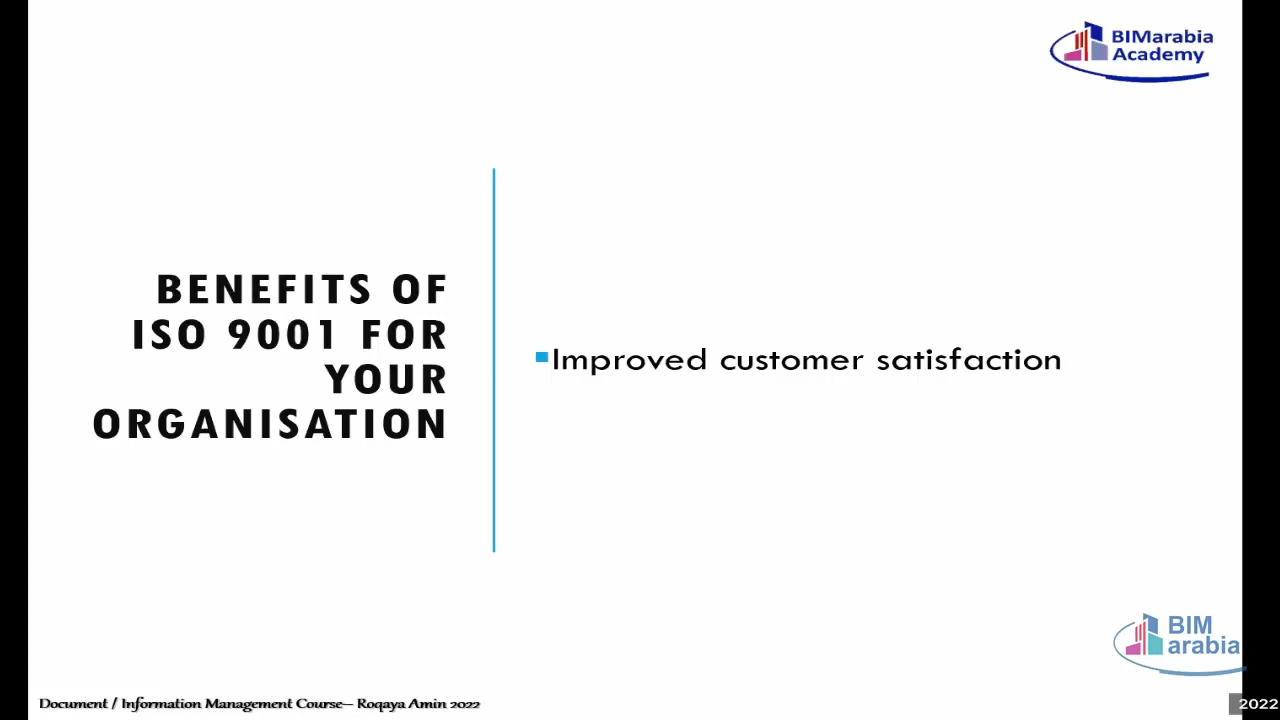 BIMarabia
Academy
BENEFITS OF
ISO 9001 FOR
YOUR
ORGANISATION
Improved customer satisfaction
BIM
arabia
Document / Information Management Course– Roqaya Amin 2022
2022